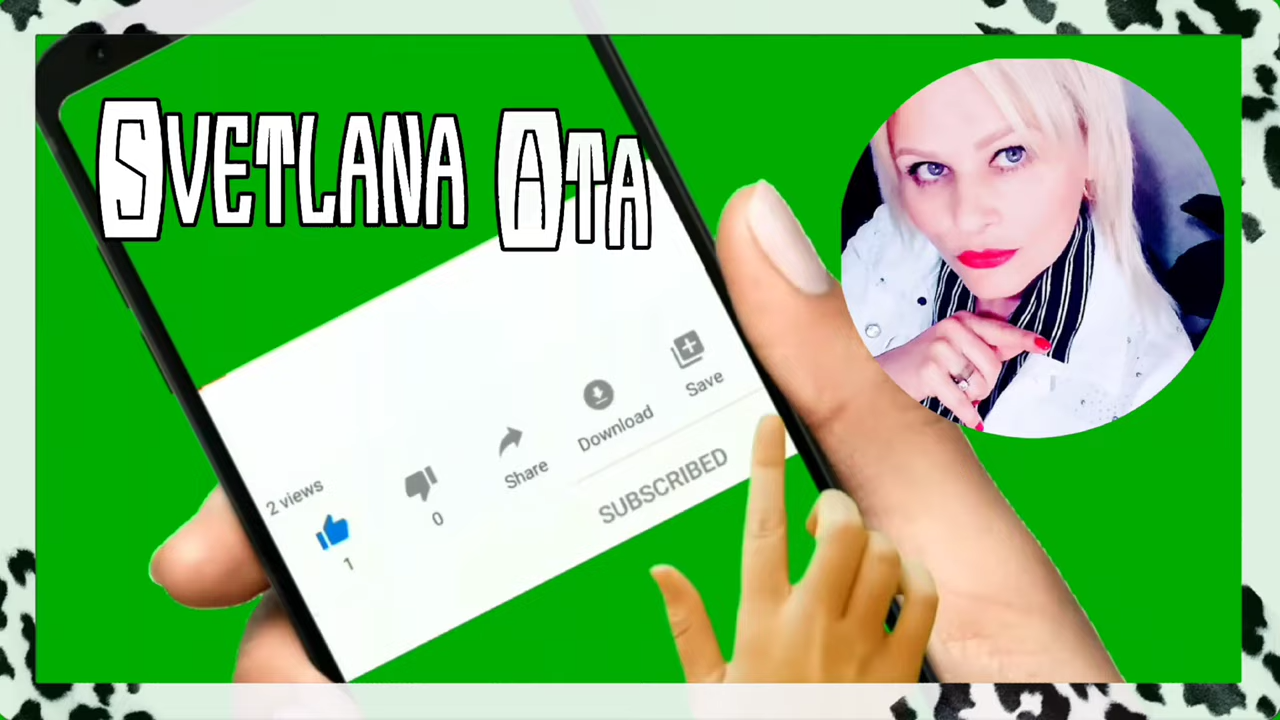 Svetlana Ata
2 views
1
0
Share
Download
Save
SUBSCRIBED